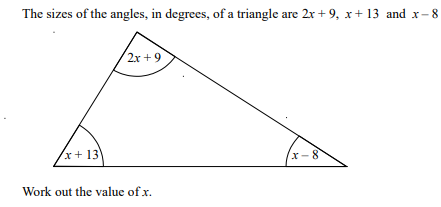 The sizes of the angles, in degrees, of a triangle are 2x + 9, x + 13 and x – 8
2x + 9
x + 13
x – 8
Work out the value of x.